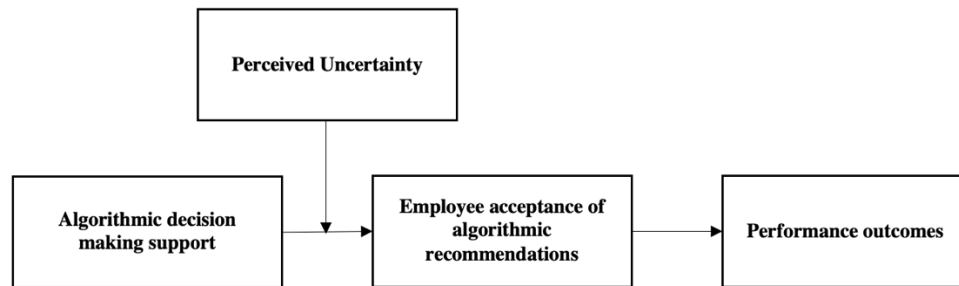 Perceived Uncertainty
Algorithmic decision
making support
Employee acceptance of
algorithmic
recommendations
Performance outcomes